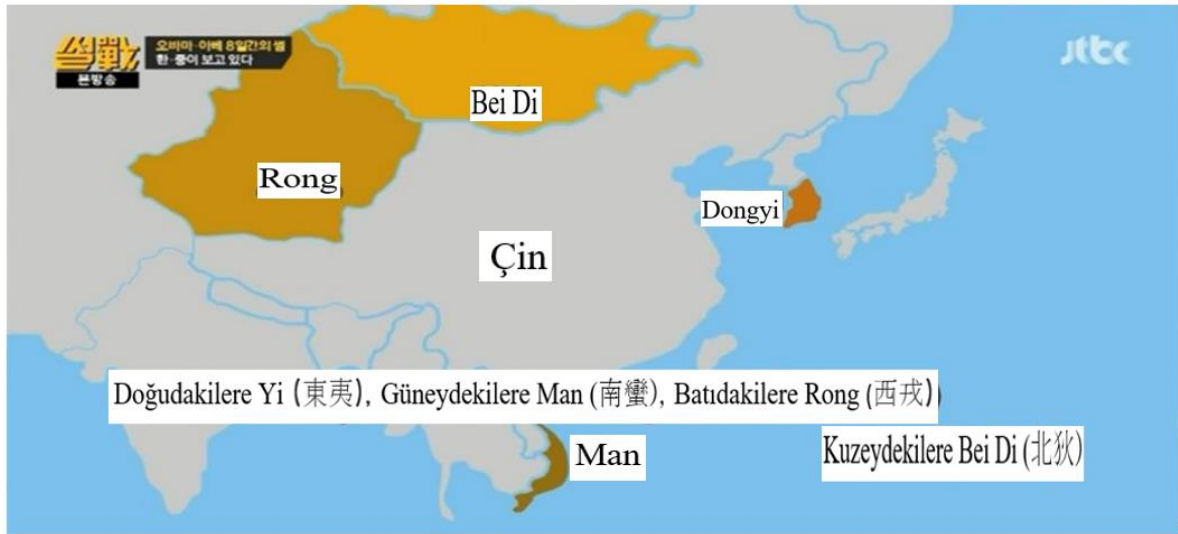 썰戰
본방송
오바마·아베 8일간의 썸
한·중이 보고 있다
jtbc
Bei Di
Rong
Dongyi
Çin
Doğudakilere Yi (東夷), Güneydekilere Man (南蠻), Batıdakilere Rong (西戎)
Man
Kuzeydekilere Bei Di (北狄)